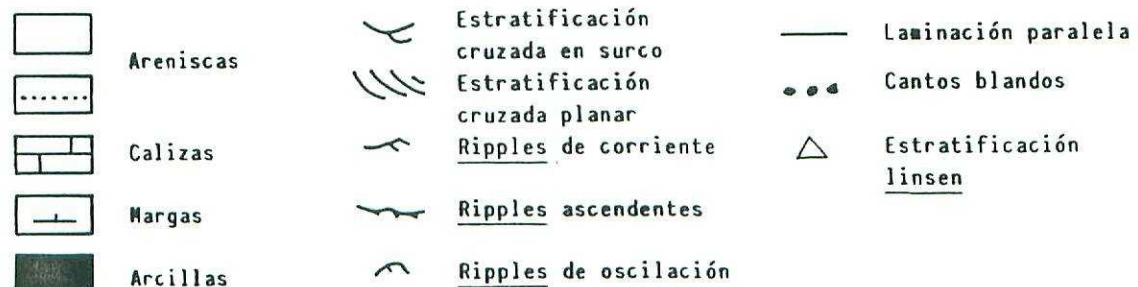 Areniscas
Calizas
Margas
Arcillas
Estratificación
cruzada en surco
Estratificación
cruzada planar
Ripples de corriente
Ripples ascendentes
Ripples de oscilación
Laminación paralela
Cantos blandos
Estratificación
linsen